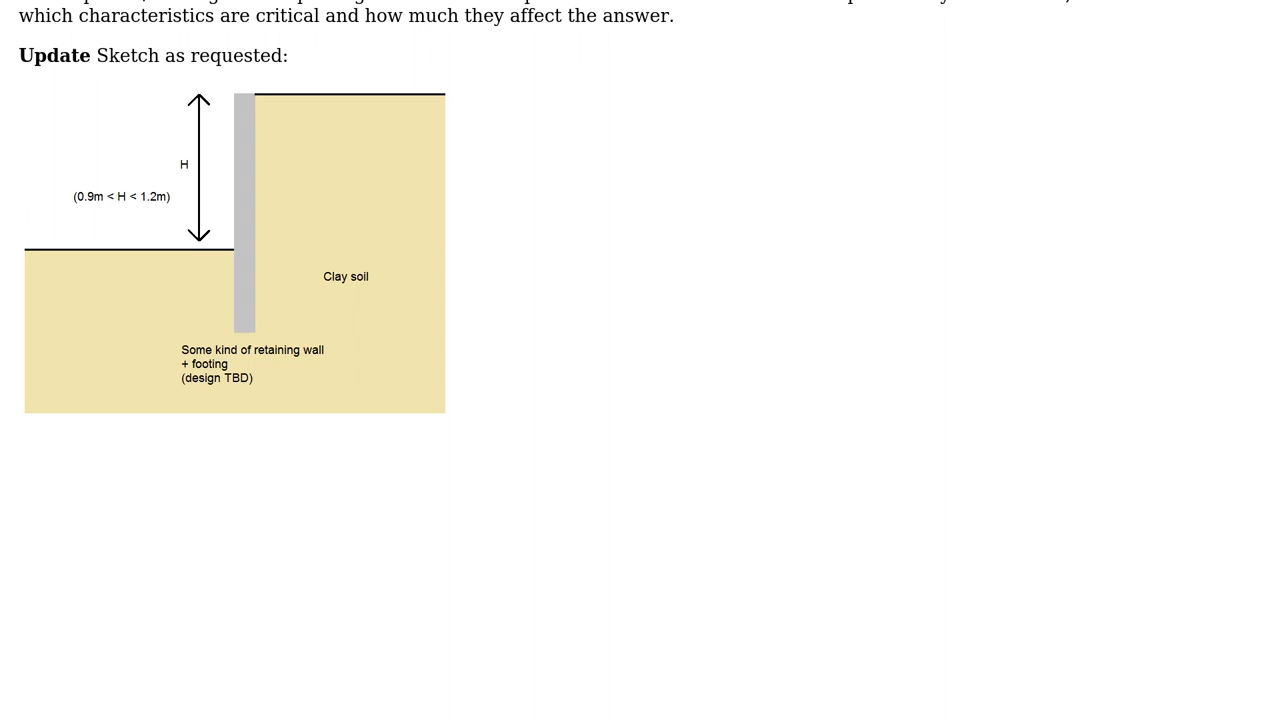 which characteristics are critical and how much they affect the answer.
Update Sketch as requested:
H
(0.9m < H < 1.2m)
Clay soil
Some kind of retaining wall
+ footing
(design TBD)